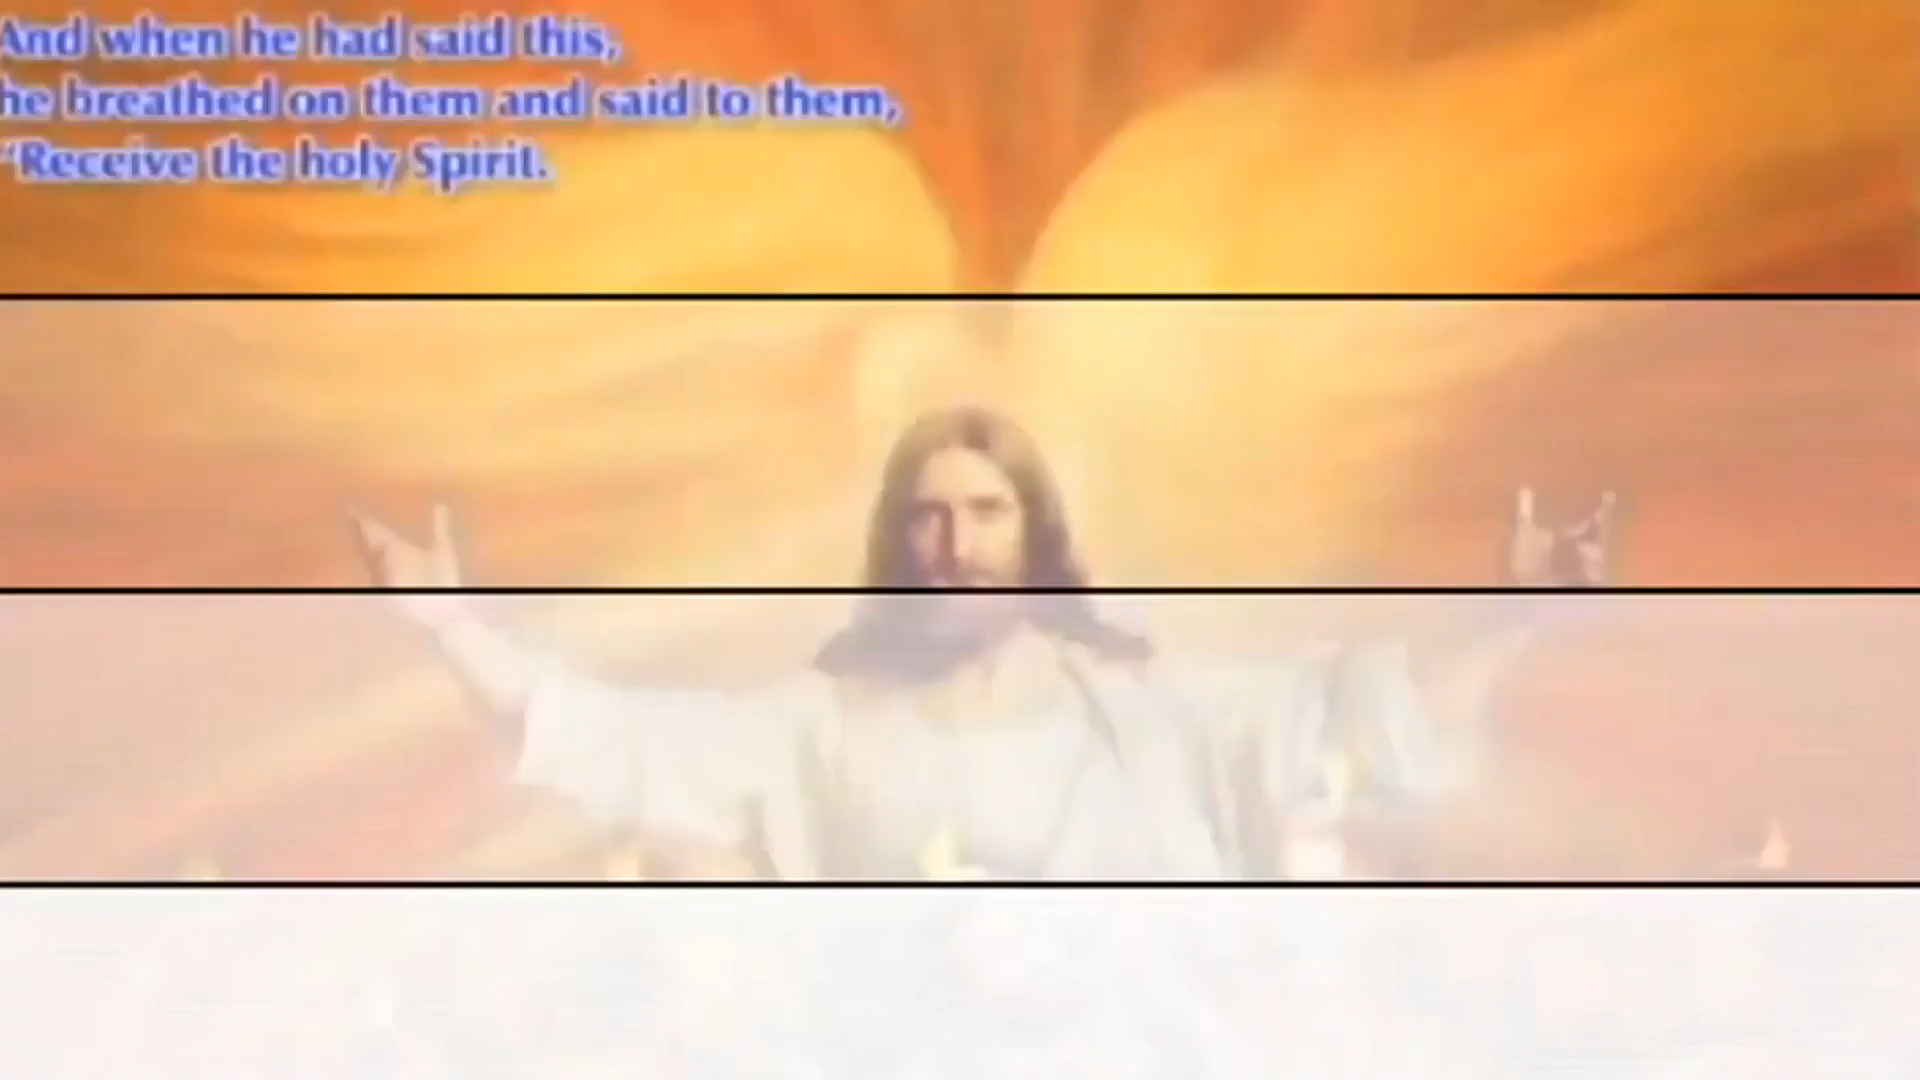 And when he had said this,
he breathed on them and said to them,
“Receive the holy Spirit.